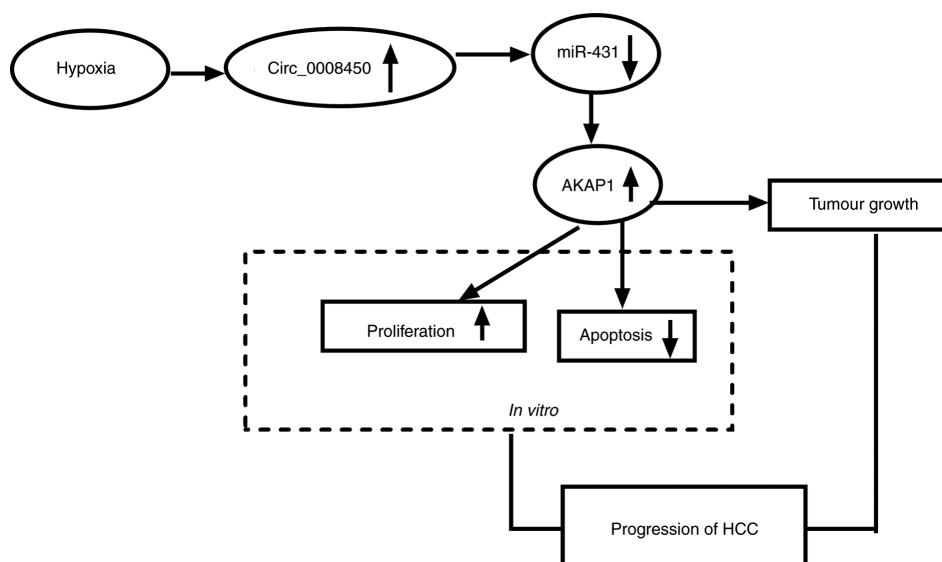 Hypoxia
Circ_0008450
miR-431
AKAP1
Tumour growth
Proliferation
Apoptosis
In vitro
Progression of HCC